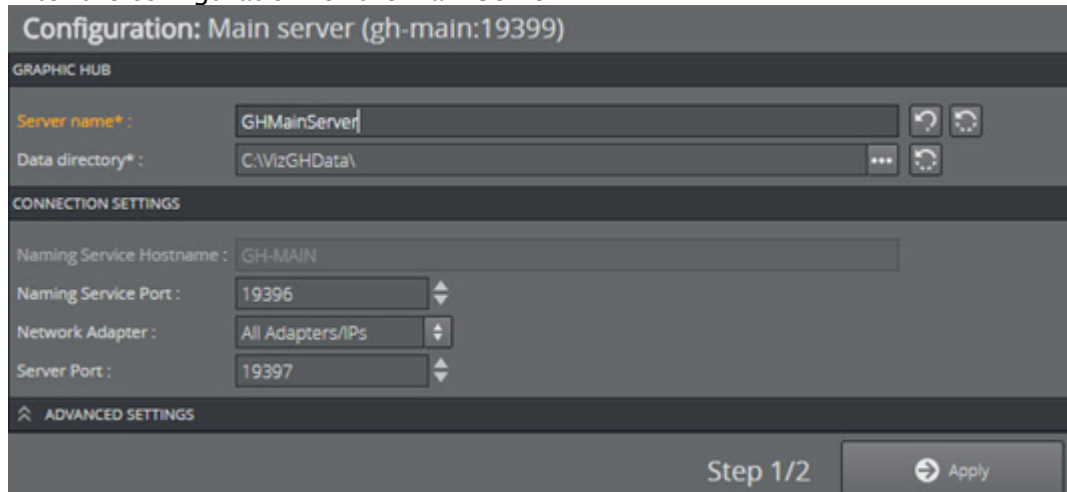 Configuration: Main server (gh-main:19399)
GRAPHIC HUB
Server name* : GHMainServer
Data directory* : C:\VizGHData\ ...
CONNECTION SETTINGS
Naming Service Hostname : GH-MAIN
Naming Service Port : 19396
Network Adapter : All Adapters/IPs
Server Port : 19397
ADVANCED SETTINGS
Step 1/2 Apply